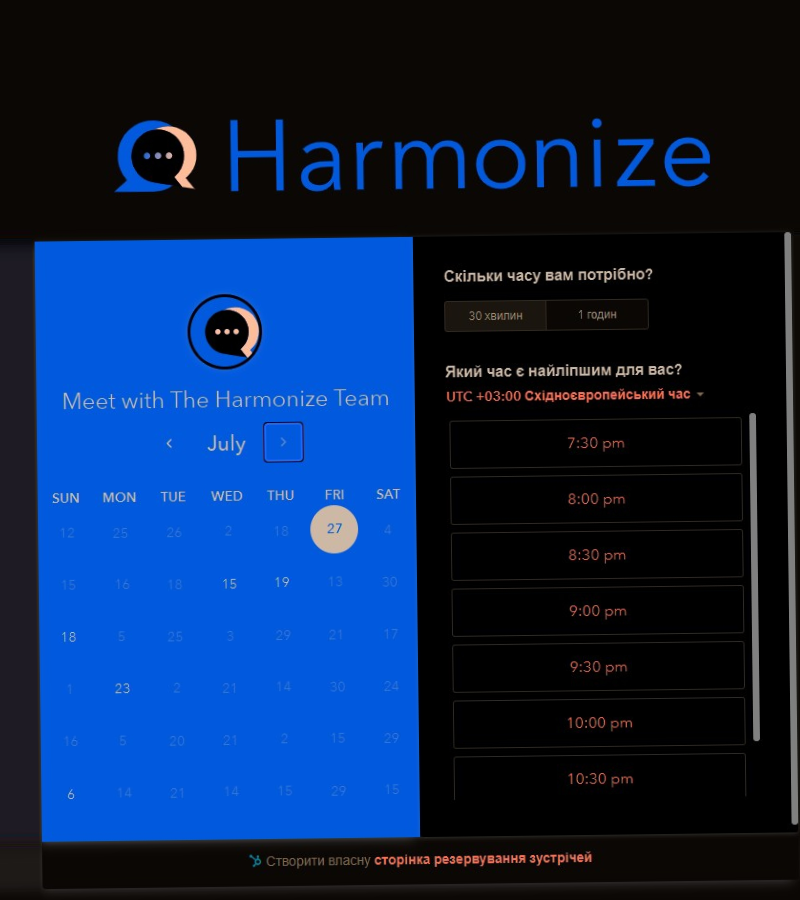 Harmonize
Meet with The Harmonize Team
July
SUN MON TUE WED THU FRI SAT
12 25 26 2 18 27 4
15 16 18 15 19 13 30
18 5 25 3 29 21 17
1 23 2 21 14 30 24
16 5 20 21 2 15 29
6 14 21 14 15 29 15
Скільки часу вам потрібно?
30 хвилин 1 годин
Який час є найліпшим для вас?
UTC +03:00 Східноєвропейський час
7:30 pm
8:00 pm
8:30 pm
9:00 pm
9:30 pm
10:00 pm
10:30 pm
Створити власну сторінка резервування зустрічей